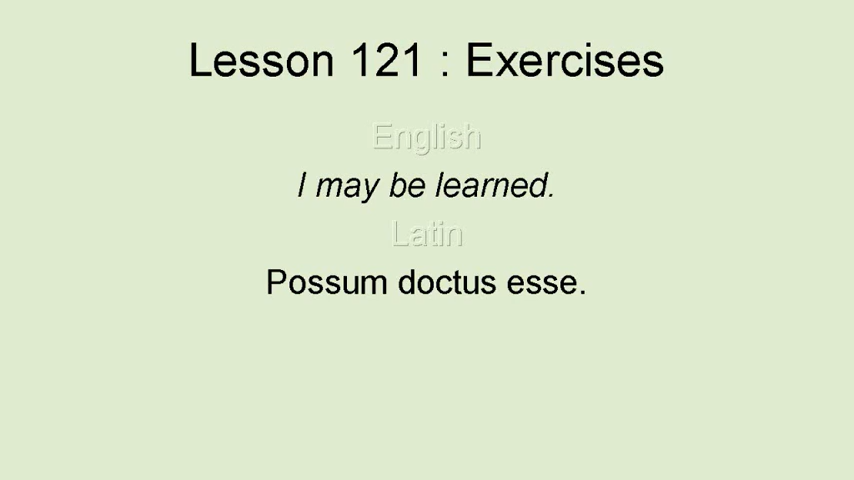 Lesson 121 : Exercises
English
I may be learned.
Latin
Possum doctus esse.